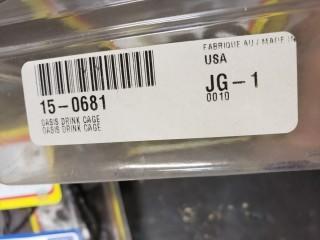 FABRIQUE AU / MADE IN
USA
15-0681
JG-1
0010
OASIS DRINK CAGE
OASIS DRINK CAGE